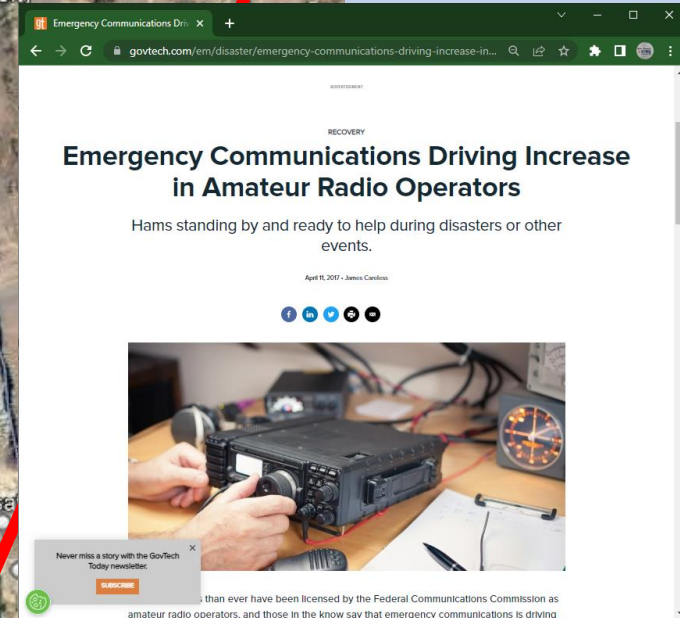 gt Emergency Communications Driv
govtech.com/em/disaster/emergency-communications-driving-increase-in...
ADVERTISEMENT
RECOVERY
Emergency Communications Driving Increase
in Amateur Radio Operators
Hams standing by and ready to help during disasters or other
events.
April 11, 2017 • James Careless
Never miss a story with the GovTech
Today newsletter.
SUBSCRIBE
than ever have been licensed by the Federal Communications Commission as
amateur radio operators, and those in the know say that emergency communications is driving